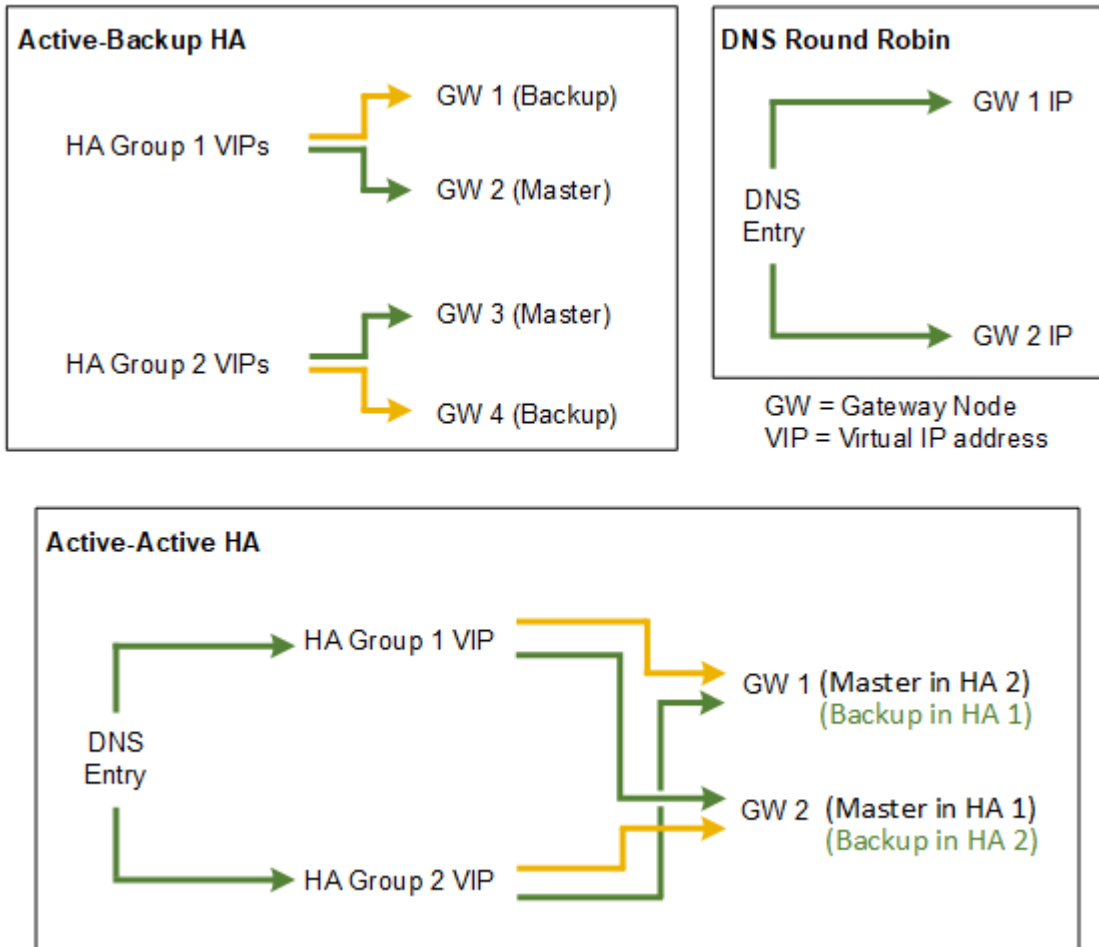 Active-Backup HA
GW 1 (Backup)
HA Group 1 VIPs
GW 2 (Master)
GW 3 (Master)
HA Group 2 VIPs
GW 4 (Backup)
DNS Round Robin
GW 1 IP
DNS
Entry
GW 2 IP
GW = Gateway Node
VIP = Virtual IP address
Active-Active HA
HA Group 1 VIP
GW 1 (Master in HA 2)
(Backup in HA 1)
DNS
Entry
GW 2 (Master in HA 1)
(Backup in HA 2)
HA Group 2 VIP